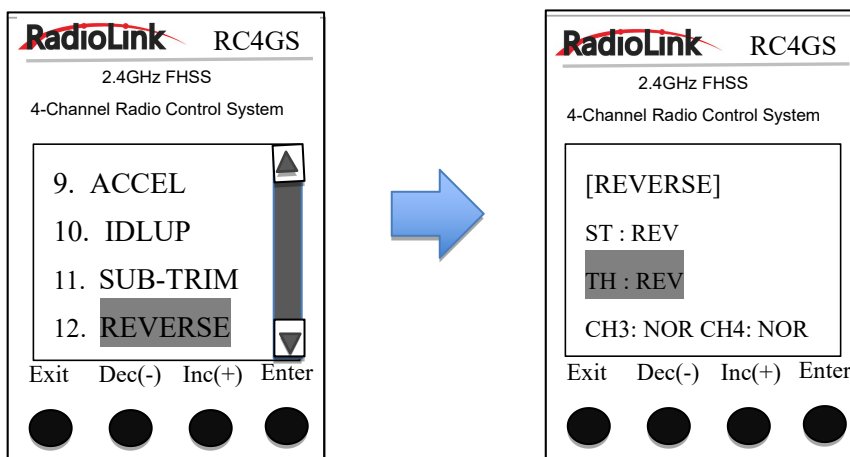 RadioLink RC4GS
2.4GHz FHSS
4-Channel Radio Control System
9. ACCEL
10. IDLUP
11. SUB-TRIM
12. REVERSE
Exit Dec(-) Inc(+) Enter
RadioLink RC4GS
2.4GHz FHSS
4-Channel Radio Control System
[REVERSE]
ST : REV
TH : REV
CH3: NOR CH4: NOR
Exit Dec(-) Inc(+) Enter